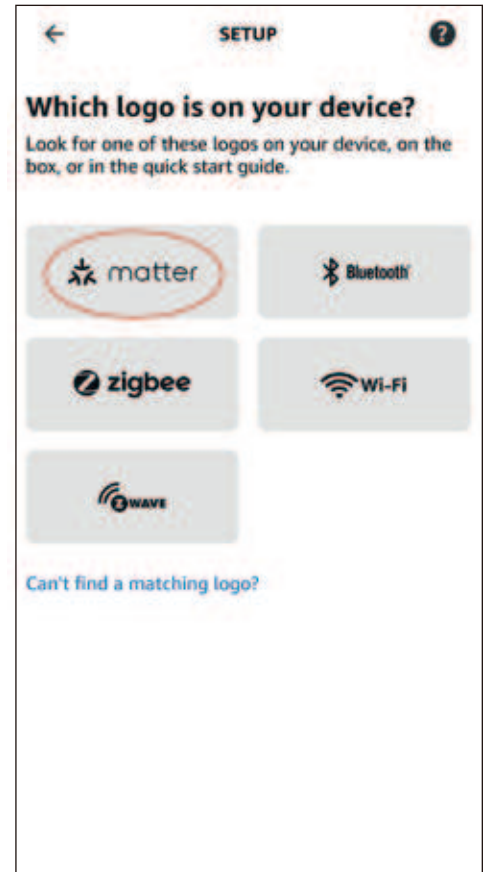 SETUP
Which logo is on your device?
Look for one of these logos on your device, on the
box, or in the quick start guide.
matter
Bluetooth
zigbee
Wi-Fi
Z WAVE
Can't find a matching logo?